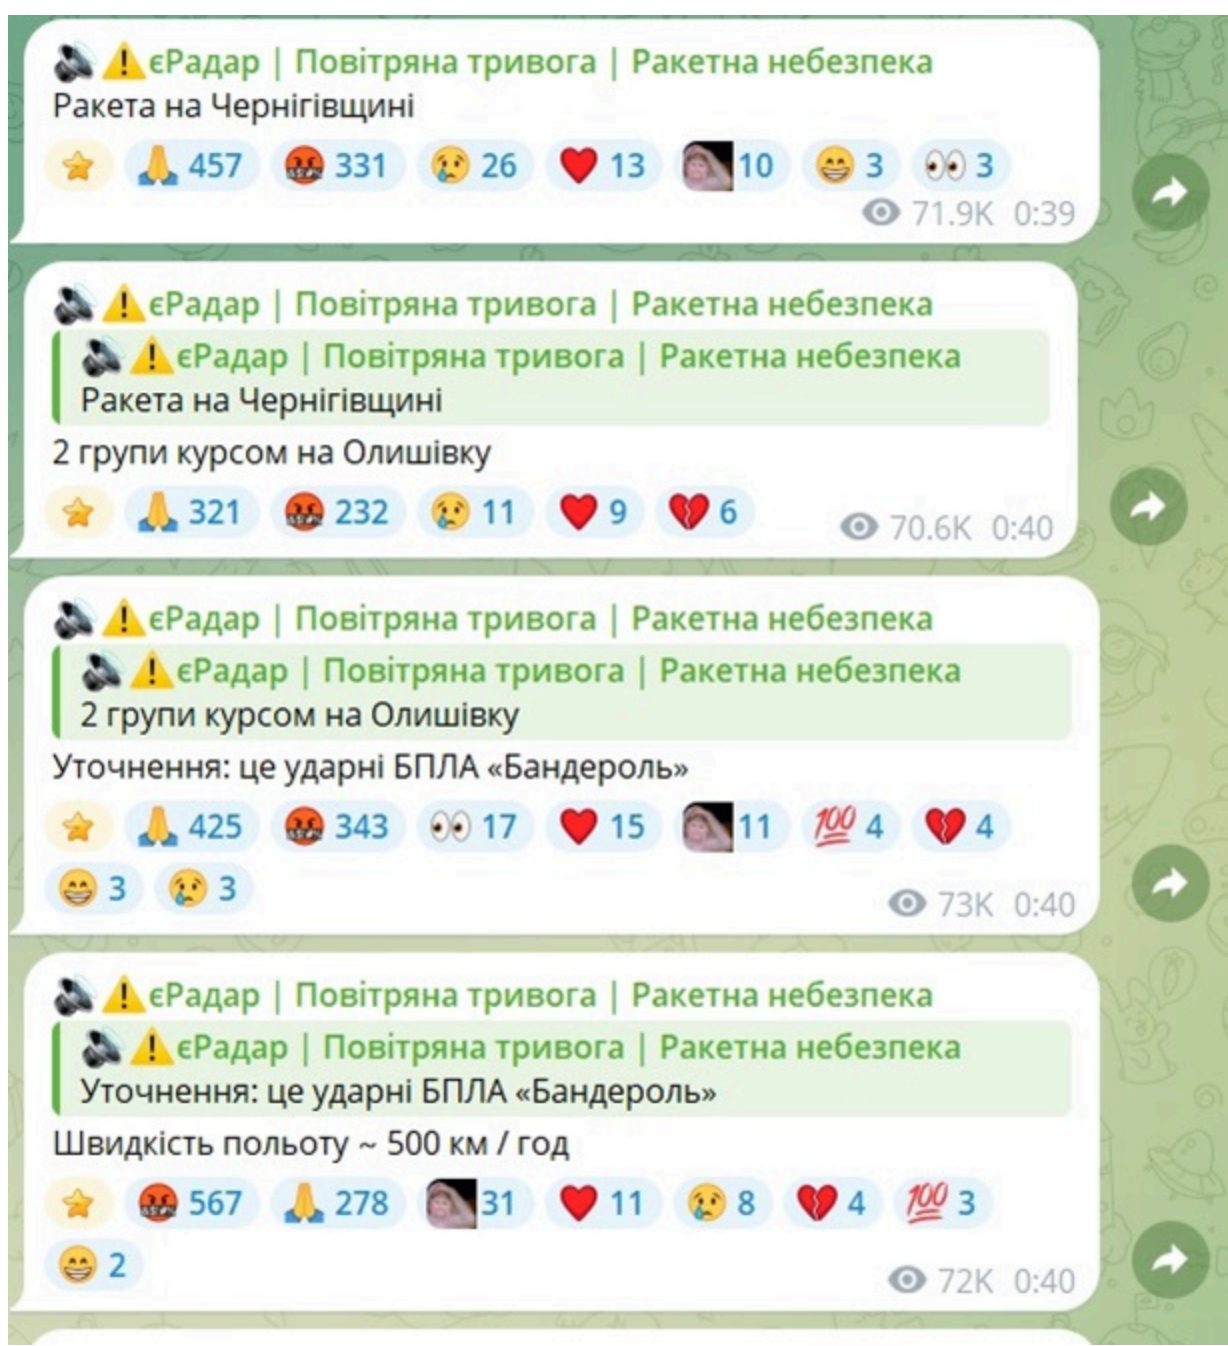 єРадар | Повітряна тривога | Ракетна небезпека
Ракета на Чернігівщині
457 331 26 13 10 3 3
71.9K 0:39
єРадар | Повітряна тривога | Ракетна небезпека
єРадар | Повітряна тривога | Ракетна небезпека
Ракета на Чернігівщині
2 групи курсом на Олишівку
321 232 11 9 6
70.6K 0:40
єРадар | Повітряна тривога | Ракетна небезпека
єРадар | Повітряна тривога | Ракетна небезпека
2 групи курсом на Олишівку
Уточнення: це ударні БПЛА «Бандероль»
425 343 17 15 11 100 4 4
3 3
73K 0:40
єРадар | Повітряна тривога | Ракетна небезпека
єРадар | Повітряна тривога | Ракетна небезпека
Уточнення: це ударні БПЛА «Бандероль»
Швидкість польоту ~ 500 км / год
567 278 31 11 8 4 100 3
2
72K 0:40